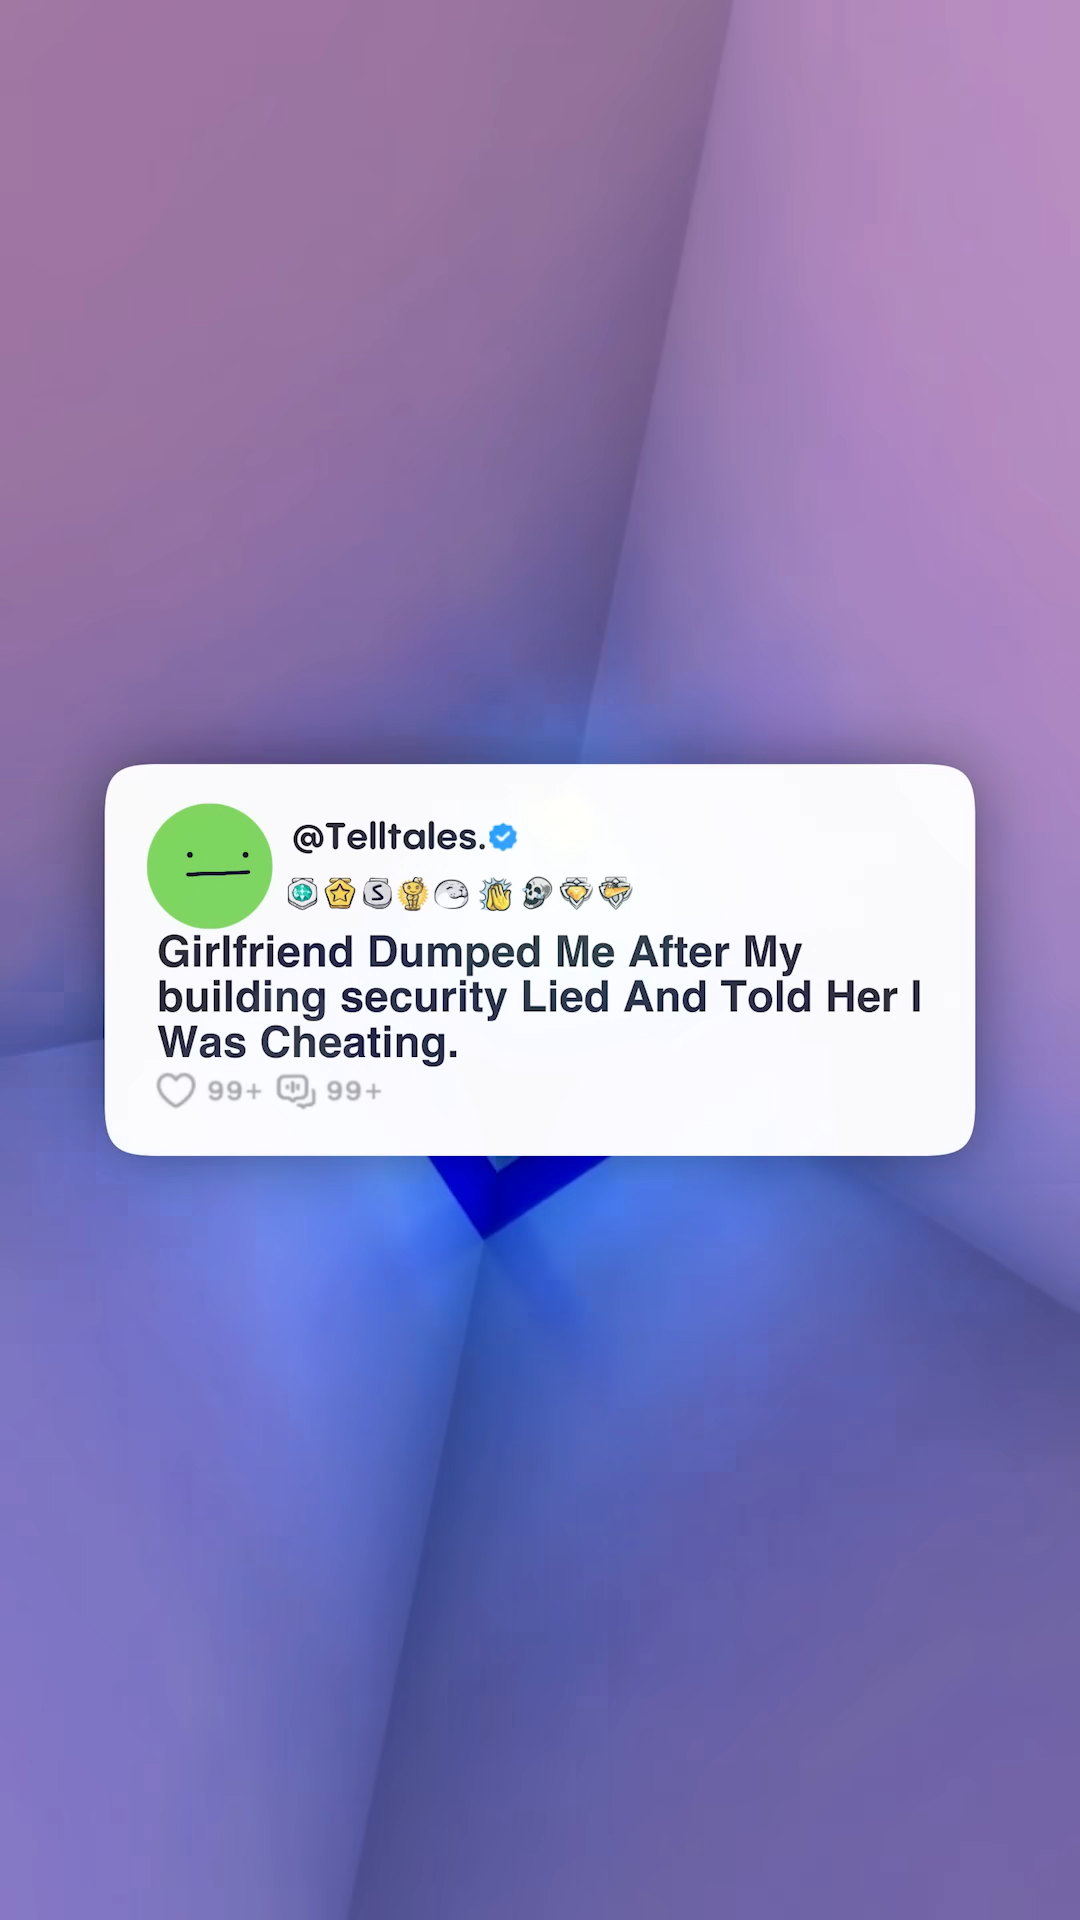 @Telltales.
Girlfriend Dumped Me After My
building security Lied And Told Her I
Was Cheating.
99+ 99+